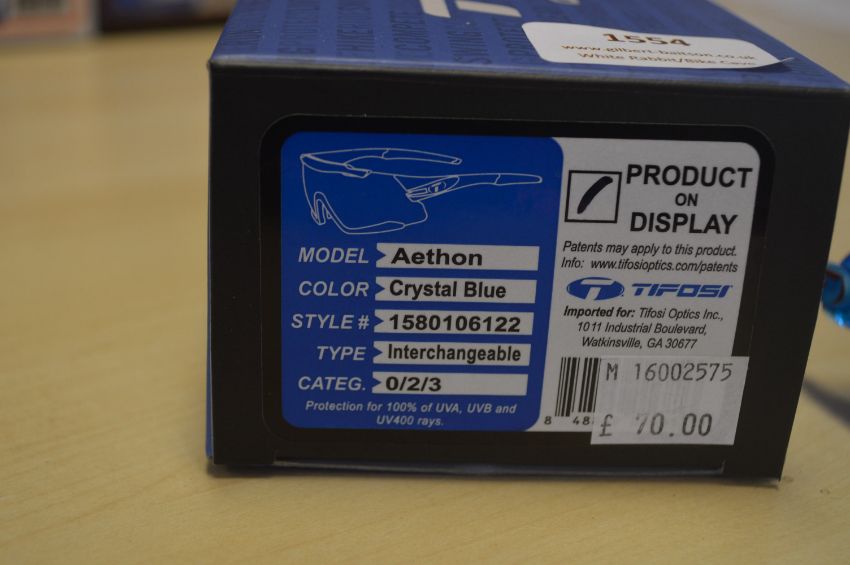 1554
www.gilbert-baitson.co.uk
White Rabbit/Bike Cave
MODEL Aethon
COLOR Crystal Blue
STYLE # 1580106122
TYPE Interchangeable
CATEG. 0/2/3
Protection for 100% of UVA, UVB and
UV400 rays.
PRODUCT
ON
DISPLAY
Patents may apply to this product.
Info: www.tifosioptics.com/patents
TIFOSI
Imported for: Tifosi Optics Inc.,
1011 Industrial Boulevard,
Watkinsville, GA 30677
M 16002575
£ 70.00
8 48